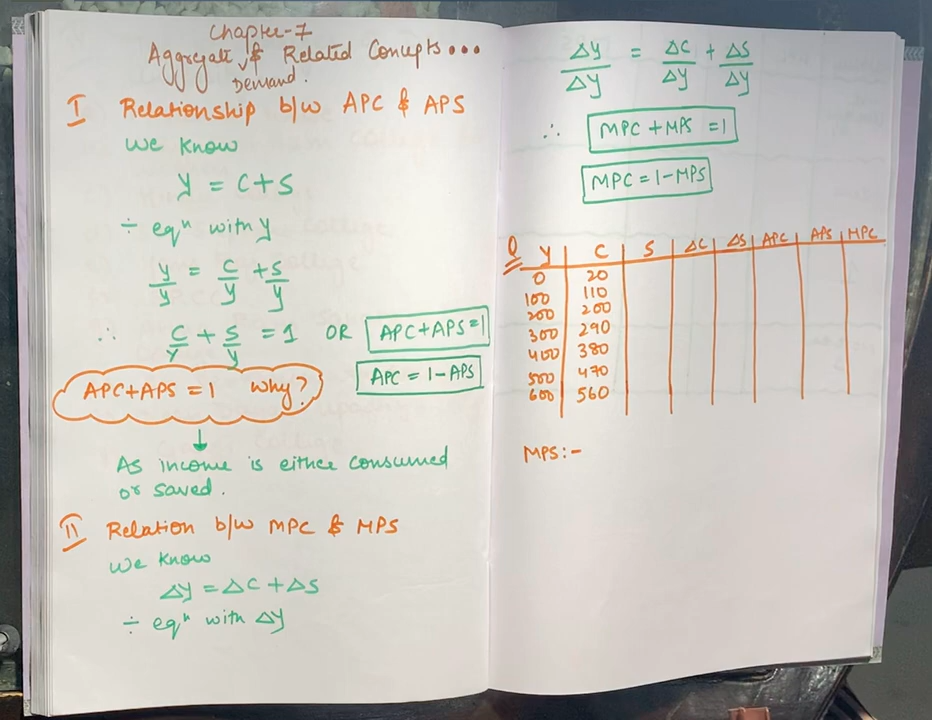 Chapter-7
Aggregate & Related Concepts...
Demand.
I Relationship b/w APC & APS
We know
Y = C+S
÷ eqⁿ with y
y/y = C/y + S/y
∴ C/Y + S/y = 1 OR APC+APS=1
APC = 1-APS
APC+APS = 1 why?
↓
As income is either consumed
or saved.
II Relation b/w MPC & MPS
We know
Δy = ΔC + ΔS
÷ eqⁿ with Δy
Δy/Δy = ΔC/Δy + ΔS/Δy
∴ MPC+MPS = 1
MPC = 1-MPS
Q Y | C | S | ΔC | ΔS | APC | APS | MPC
0 | 20
100 | 110
200 | 200
300 | 290
400 | 380
500 | 470
600 | 560
MPS:-